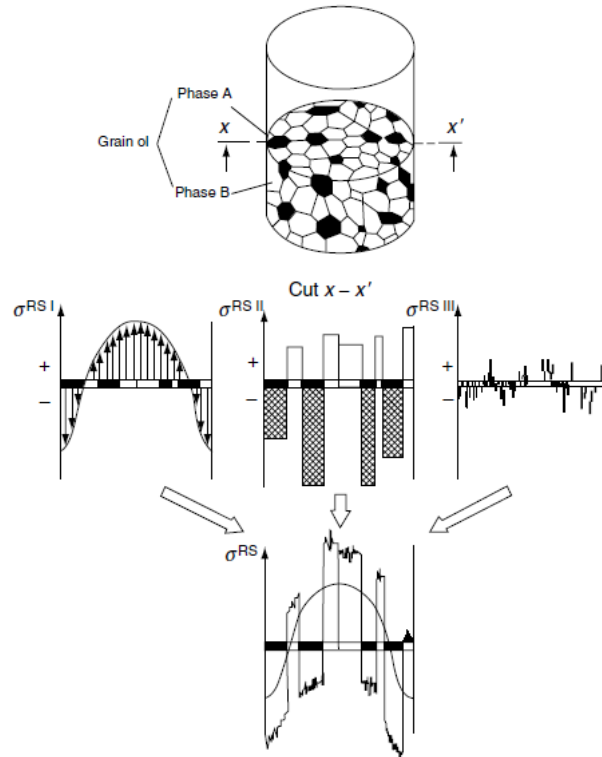 Phase A
x
x′
Grain ol
Phase B
Cut x – x′
σRS I
σRS II
σRS III
+
+
+
–
–
–
σRS